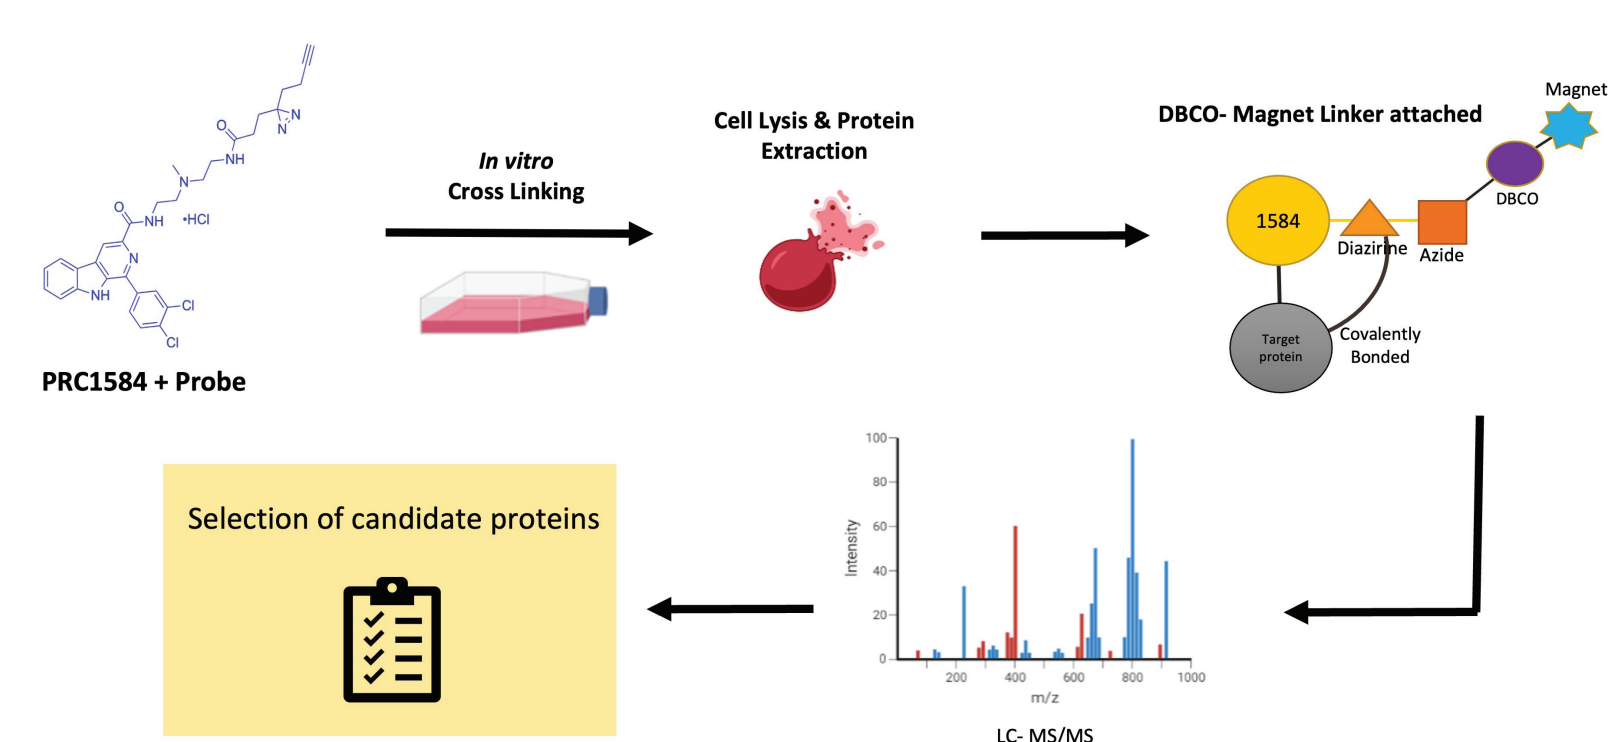 N
N
O
NH
N
O
NH
•HCl
N
NH
Cl
Cl
PRC1584 + Probe
In vitro
Cross Linking
Cell Lysis & Protein
Extraction
DBCO- Magnet Linker attached
Magnet
DBCO
1584
Diazirine
Azide
Target
protein
Covalently
Bonded
100
80
60
40
20
0
Intensity
200 400 600 800 1000
m/z
LC- MS/MS
Selection of candidate proteins